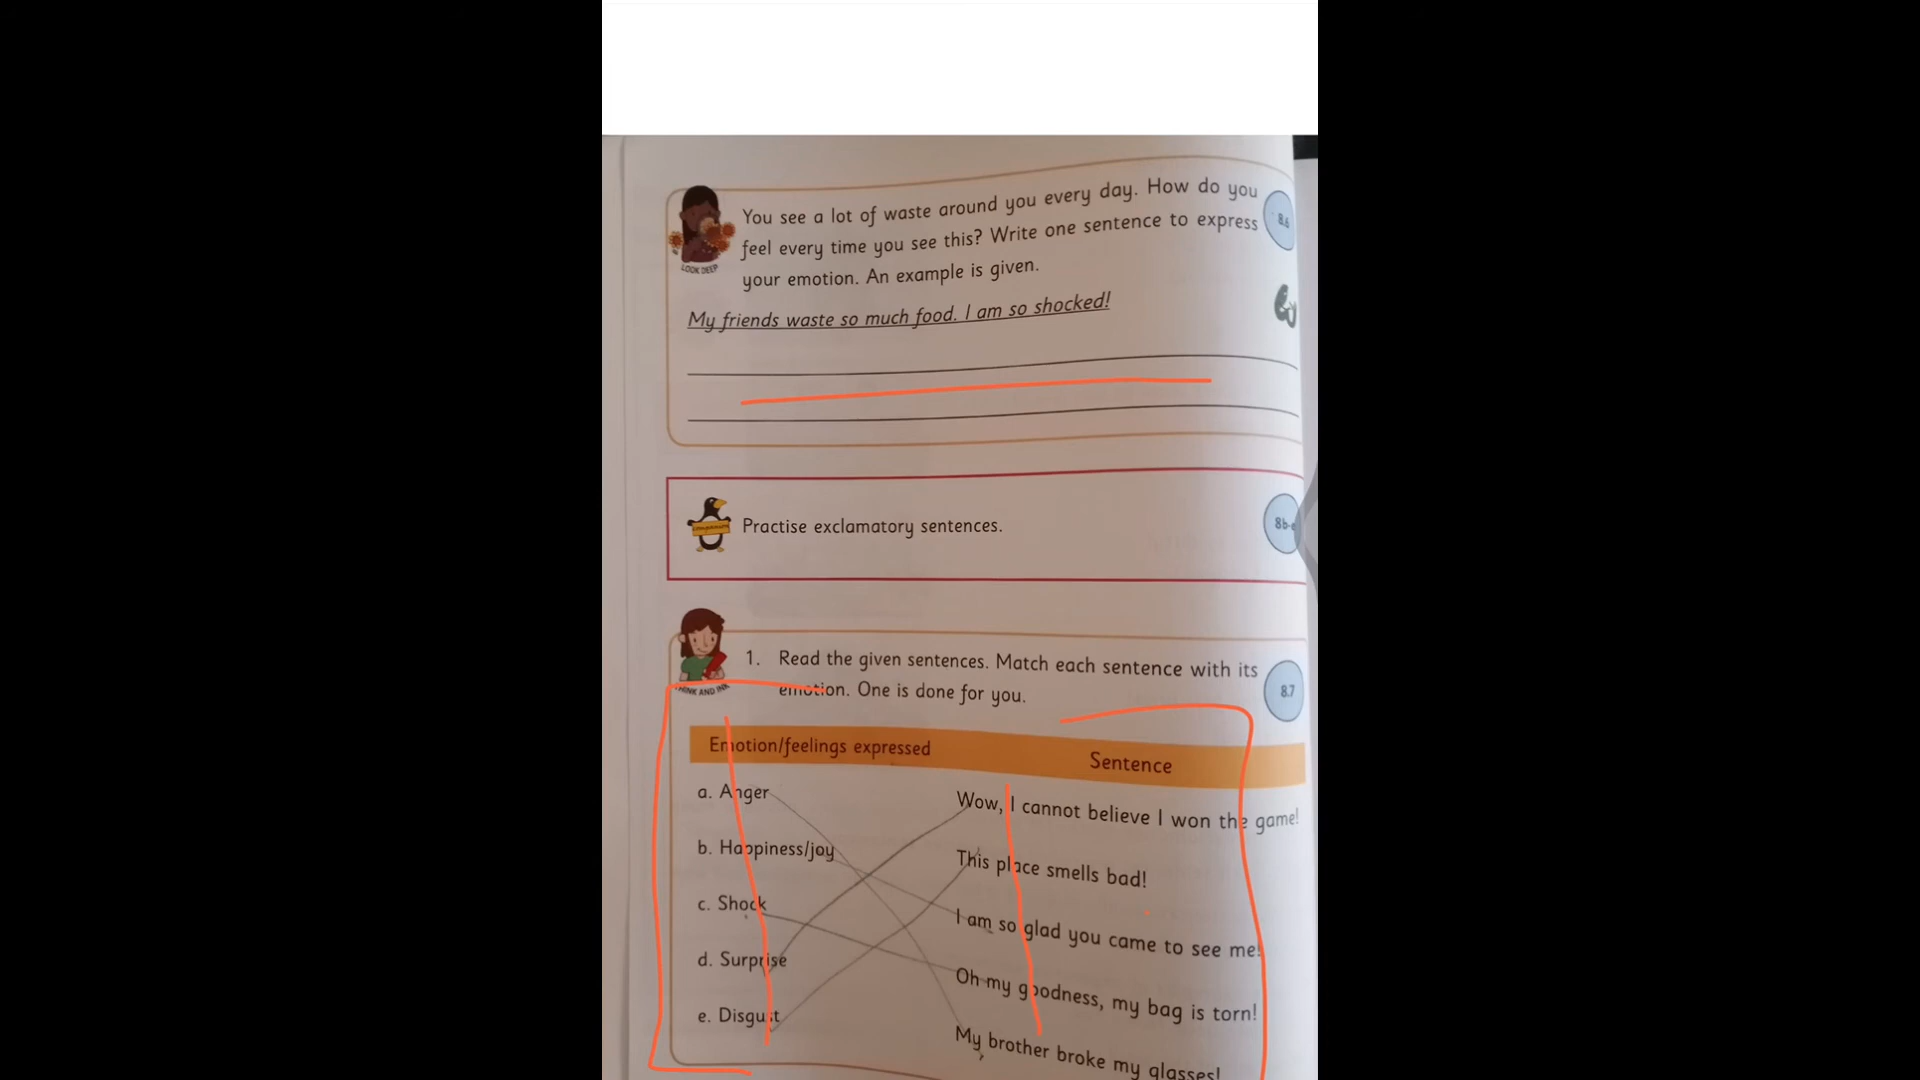 You see a lot of waste around you every day. How do you
feel every time you see this? Write one sentence to express
your emotion. An example is given.
8.6
LOOK DEEP
My friends waste so much food. I am so shocked!
Practise exclamatory sentences.
1. Read the given sentences. Match each sentence with its
emotion. One is done for you.
8.7
THINK AND INK
Emotion/feelings expressed Sentence
a. Anger Wow, I cannot believe I won the game!
b. Happiness/joy This place smells bad!
c. Shock I am so glad you came to see me!
d. Surprise Oh my goodness, my bag is torn!
e. Disgust My brother broke my glasses!